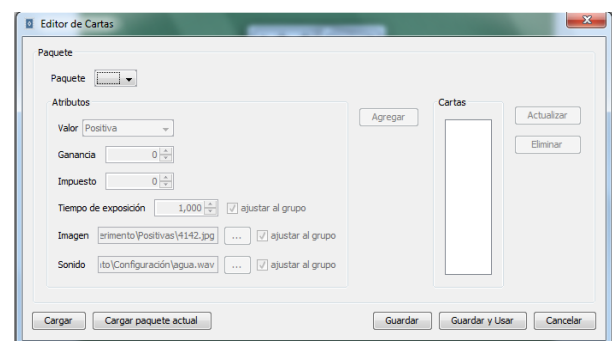 Editor de Cartas
Paquete
Paquete
Atributos
Cartas
Valor Positiva
Agregar
Actualizar
Ganancia 0
Eliminar
Impuesto 0
Tiempo de exposición 1,000 ajustar al grupo
Imagen erimento\Positivas\4142.jpg ... ajustar al grupo
Sonido ito\Configuración\agua.wav ... ajustar al grupo
Cargar Cargar paquete actual Guardar Guardar y Usar Cancelar